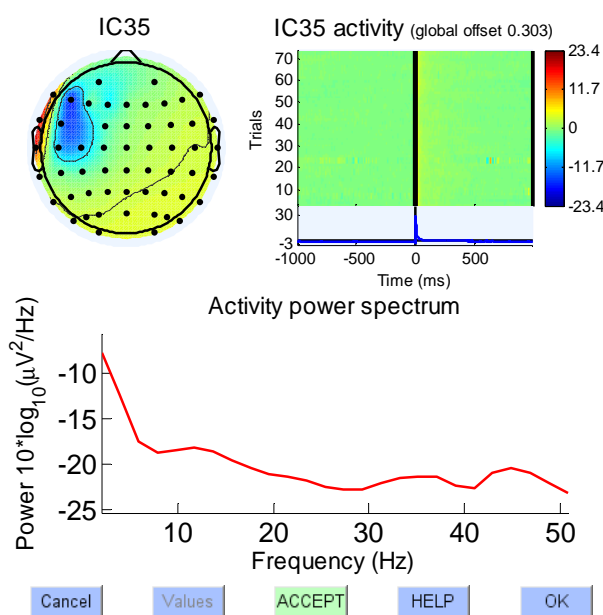 IC35
IC35 activity (global offset 0.303)
Trials
70
60
50
40
30
20
10
30
-3
-1000 -500 0 500
Time (ms)
23.4
11.7
0
-11.7
-23.4
Activity power spectrum
Power 10*log10(μV2/Hz)
-10
-15
-20
-25
10 20 30 40 50
Frequency (Hz)
Cancel Values ACCEPT HELP OK